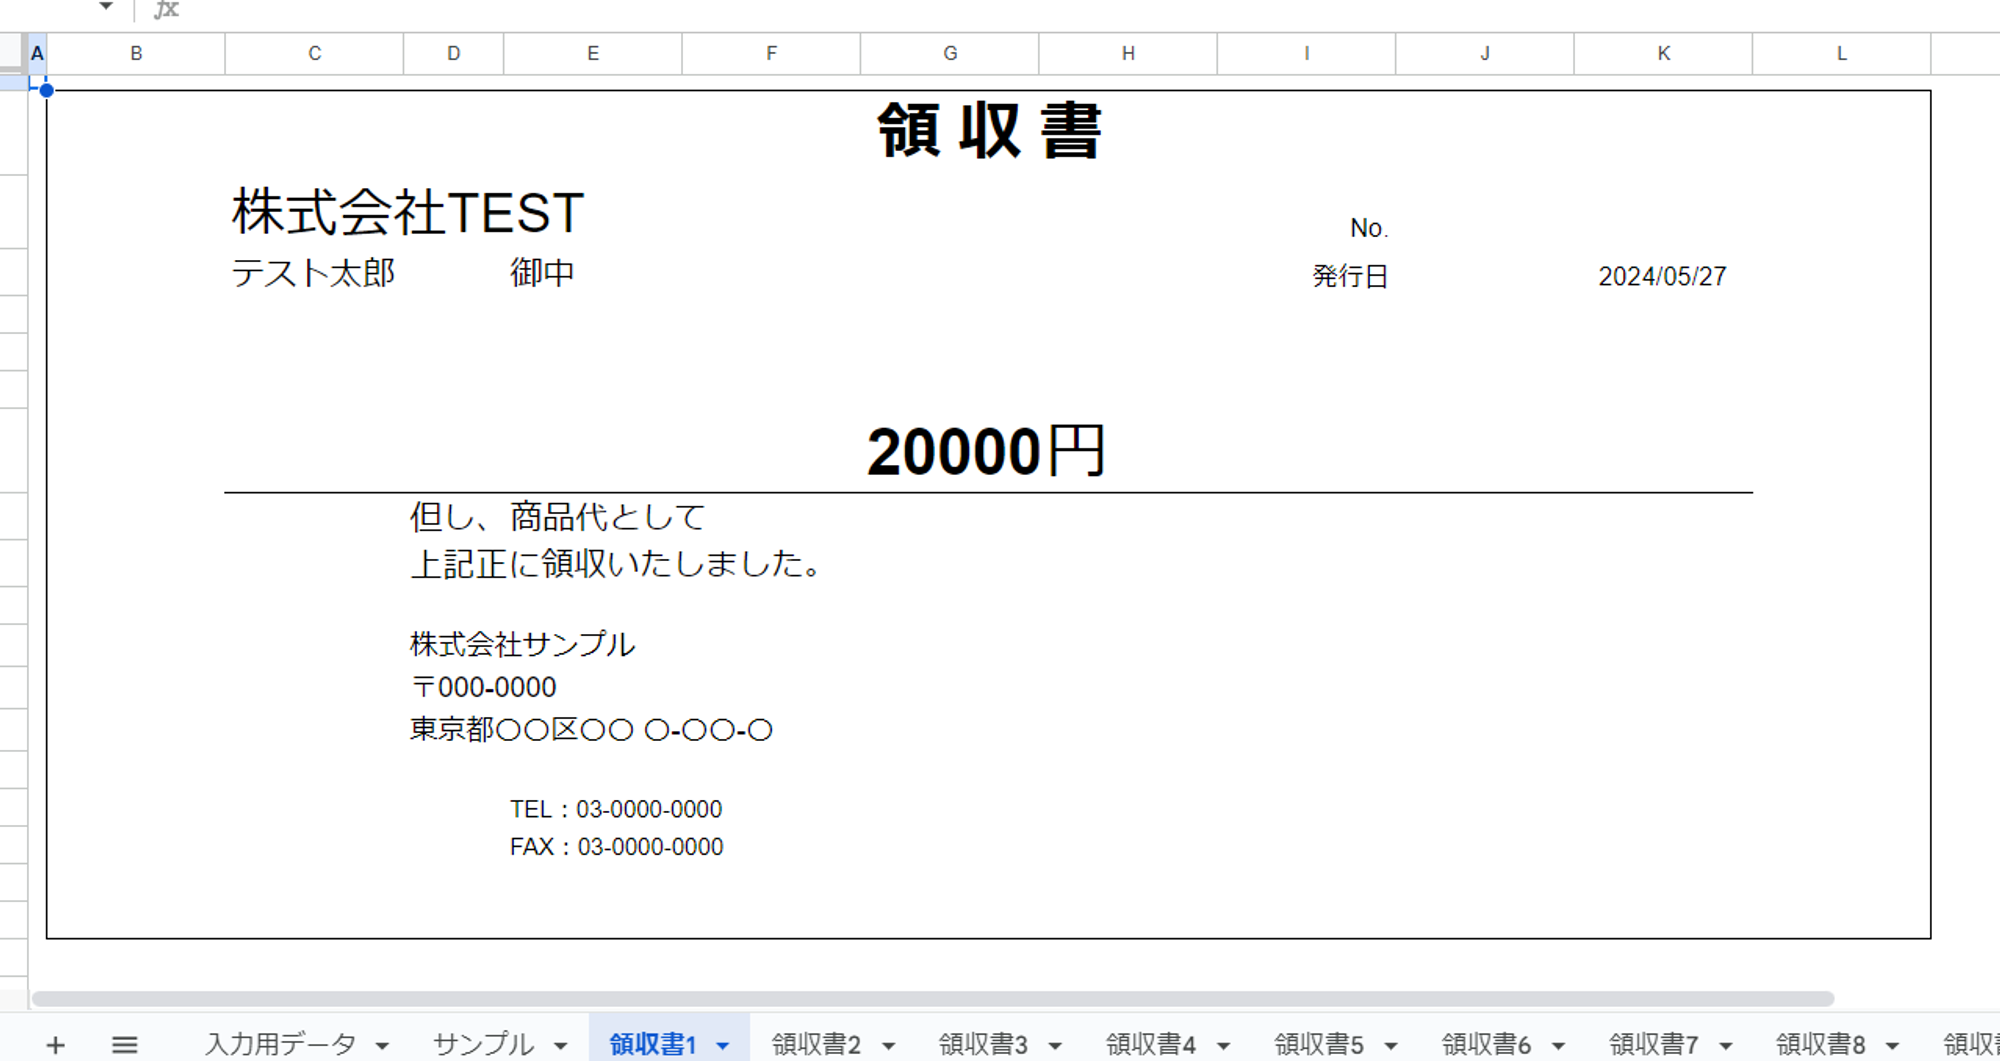 fx
A B C D E F G H I J K L
領 収 書
株式会社TEST
No.
テスト太郎 御中
発行日 2024/05/27
20000円
但し、商品代として
上記正に領収いたしました。
株式会社サンプル
〒000-0000
東京都〇〇区〇〇 〇-〇〇-〇
TEL：03-0000-0000
FAX：03-0000-0000
入力用データ サンプル 領収書1 領収書2 領収書3 領収書4 領収書5 領収書6 領収書7 領収書8 領収